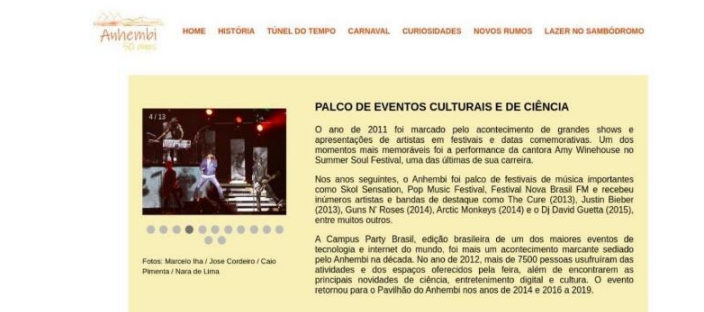 Anhembi
50 anos
HOME HISTÓRIA TÚNEL DO TEMPO CARNAVAL CURIOSIDADES NOVOS RUMOS LAZER NO SAMBÓDROMO
4 / 13
Fotos: Marcelo Iha / Jose Cordeiro / Caio
Pimenta / Nara de Lima
PALCO DE EVENTOS CULTURAIS E DE CIÊNCIA
O ano de 2011 foi marcado pelo acontecimento de grandes shows e
apresentações de artistas em festivais e datas comemorativas. Um dos
momentos mais memoráveis foi a performance da cantora Amy Winehouse no
Summer Soul Festival, uma das últimas de sua carreira.
Nos anos seguintes, o Anhembi foi palco de festivais de música importantes
como Skol Sensation, Pop Music Festival, Festival Nova Brasil FM e recebeu
inúmeros artistas e bandas de destaque como The Cure (2013), Justin Bieber
(2013), Guns N' Roses (2014), Arctic Monkeys (2014) e o Dj David Guetta (2015),
entre muitos outros.
A Campus Party Brasil, edição brasileira de um dos maiores eventos de
tecnologia e internet do mundo, foi mais um acontecimento marcante sediado
pelo Anhembi na década. No ano de 2012, mais de 7500 pessoas usufruíram das
atividades e dos espaços oferecidos pela feira, além de encontrarem as
principais novidades de ciência, entretenimento digital e cultura. O evento
retornou para o Pavilhão do Anhembi nos anos de 2014 e 2016 a 2019.